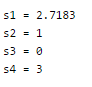 s1 = 2.7183
s2 = 1
s3 = 0
s4 = 3